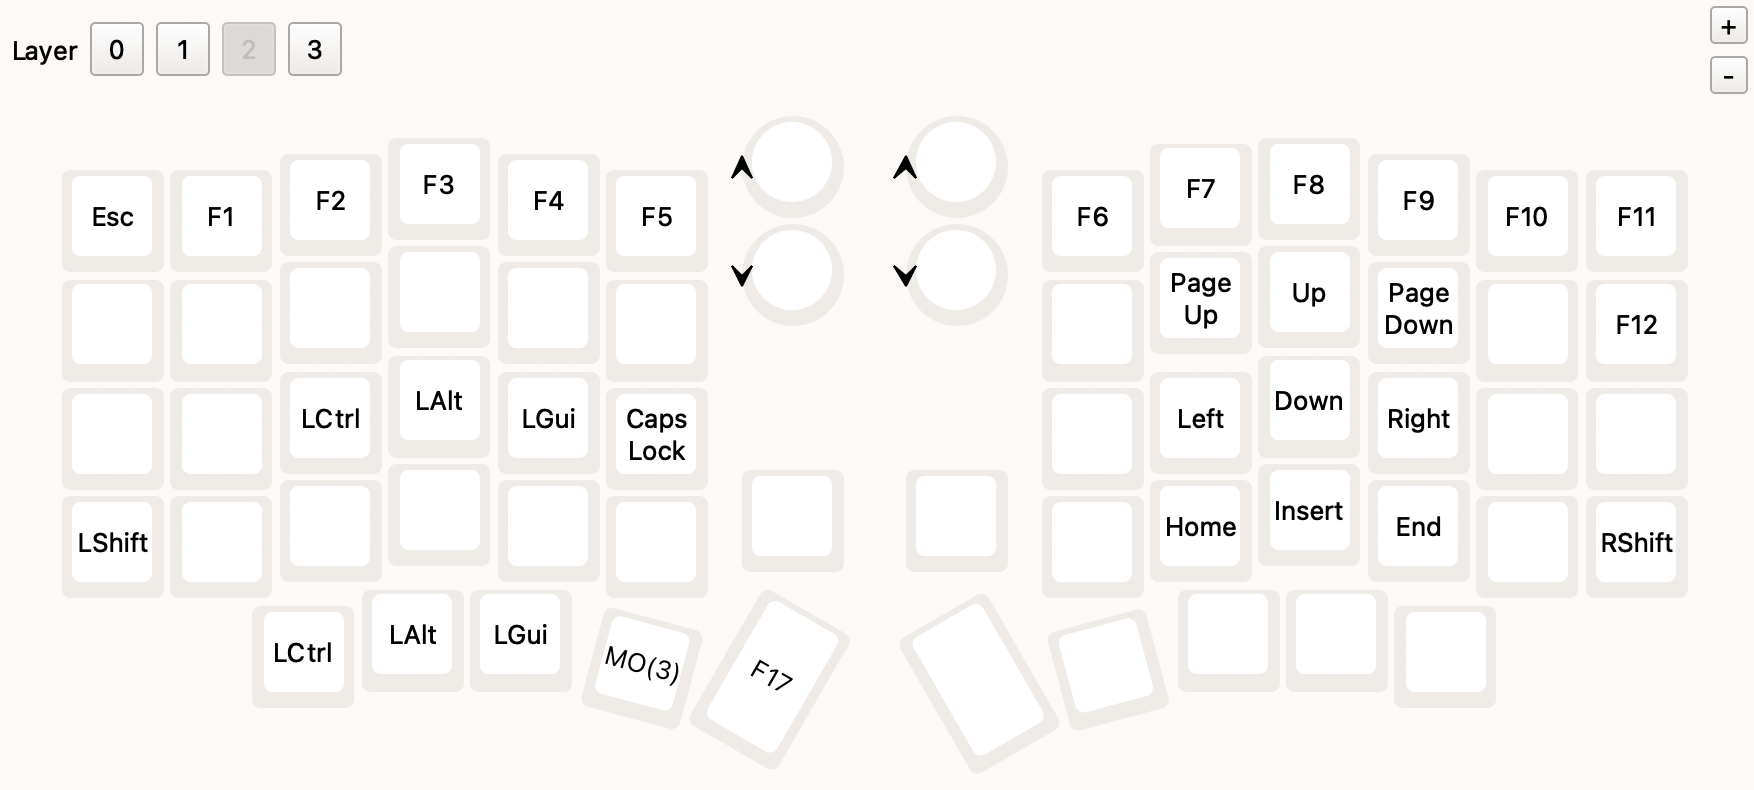 Layer 0 1 2 3
+
-
Esc F1 F2 F3 F4 F5
F6 F7 F8 F9 F10 F11
Page
Up
Up
Page
Down
F12
LCtrl LAlt LGui Caps
Lock
Left Down Right
LShift
Home Insert End RShift
LCtrl LAlt LGui MO(3) F17